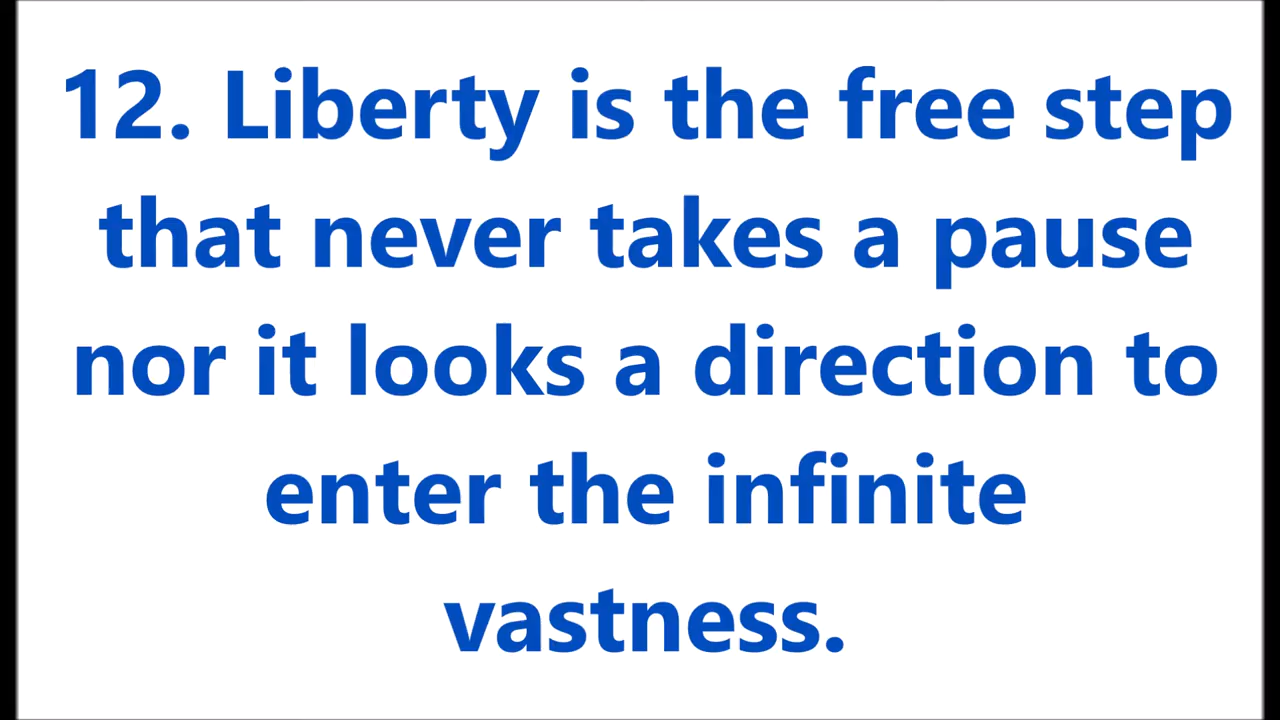 12. Liberty is the free step
that never takes a pause
nor it looks a direction to
enter the infinite
vastness.